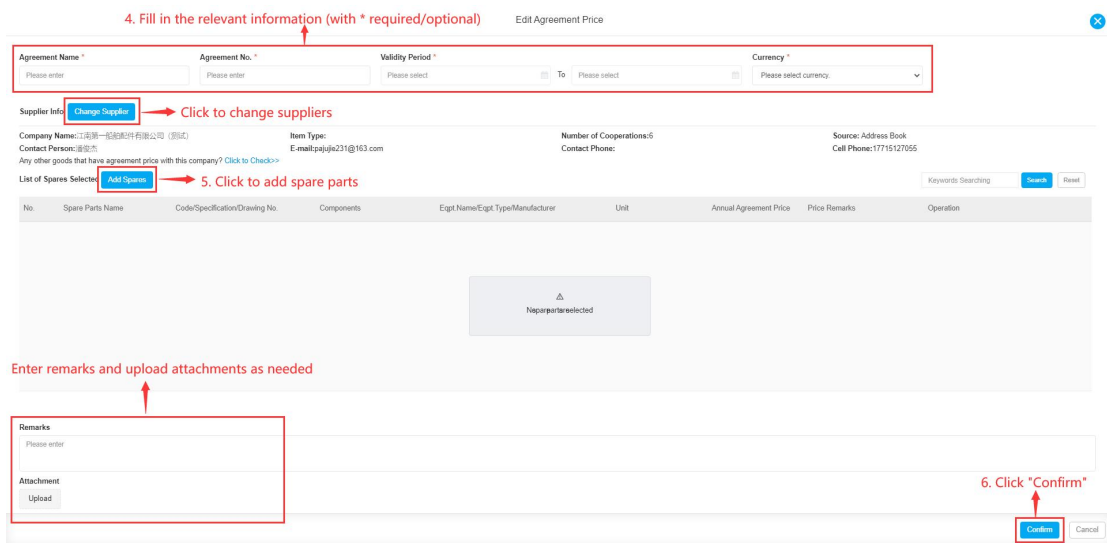 4. Fill in the relevant information (with * required/optional)
Edit Agreement Price
Agreement Name * Agreement No. * Validity Period * Currency *
Please enter Please enter Please select To Please select Please select currency.
Supplier Info Change Supplier Click to change suppliers
Company Name:江南第一船舶配件有限公司（测试） Item Type: Number of Cooperations:6 Source: Address Book
Contact Person:潘俊杰 E-mail:pajujie231@163.com Contact Phone: Cell Phone:17715127055
Any other goods that have agreement price with this company? Click to Check>>
List of Spares Selected Add Spares 5. Click to add spare parts Keywords Searching Search Reset
No. Spare Parts Name Code/Specification/Drawing No. Components Eqpt.Name/Eqpt.Type/Manufacturer Unit Annual Agreement Price Price Remarks Operation
Enter remarks and upload attachments as needed
Remarks
Please enter
Attachment
Upload
6. Click "Confirm"
Confirm Cancel